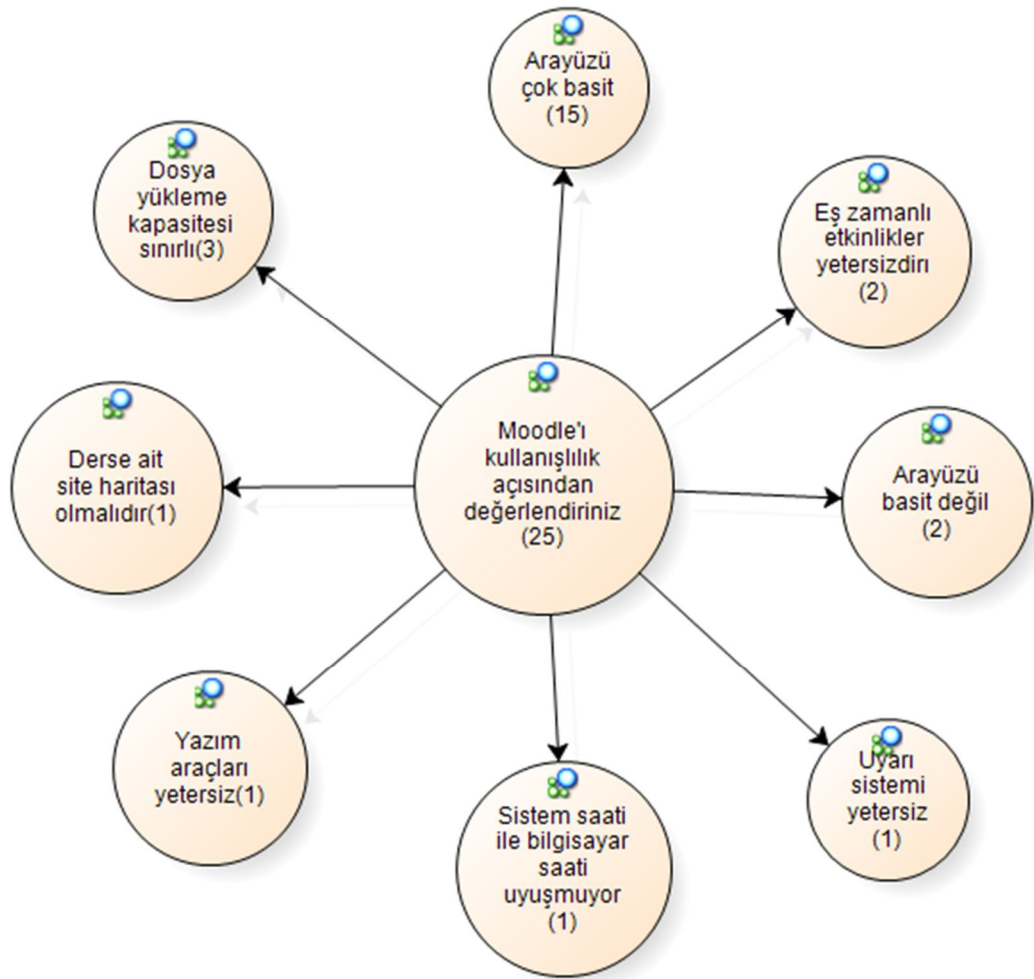 Arayüzü
çok basit
(15)
Dosya
yükleme
kapasitesi
sınırlı(3)
Eş zamanlı
etkinlikler
yetersizdirı
(2)
Moodle'ı
kullanışlılık
açısından
değerlendiriniz
(25)
Derse ait
site haritası
olmalıdır(1)
Arayüzü
basit değil
(2)
Yazım
araçları
yetersiz(1)
Sistem saati
ile bilgisayar
saati
uyuşmuyor
(1)
Uyarı
sistemi
yetersiz
(1)